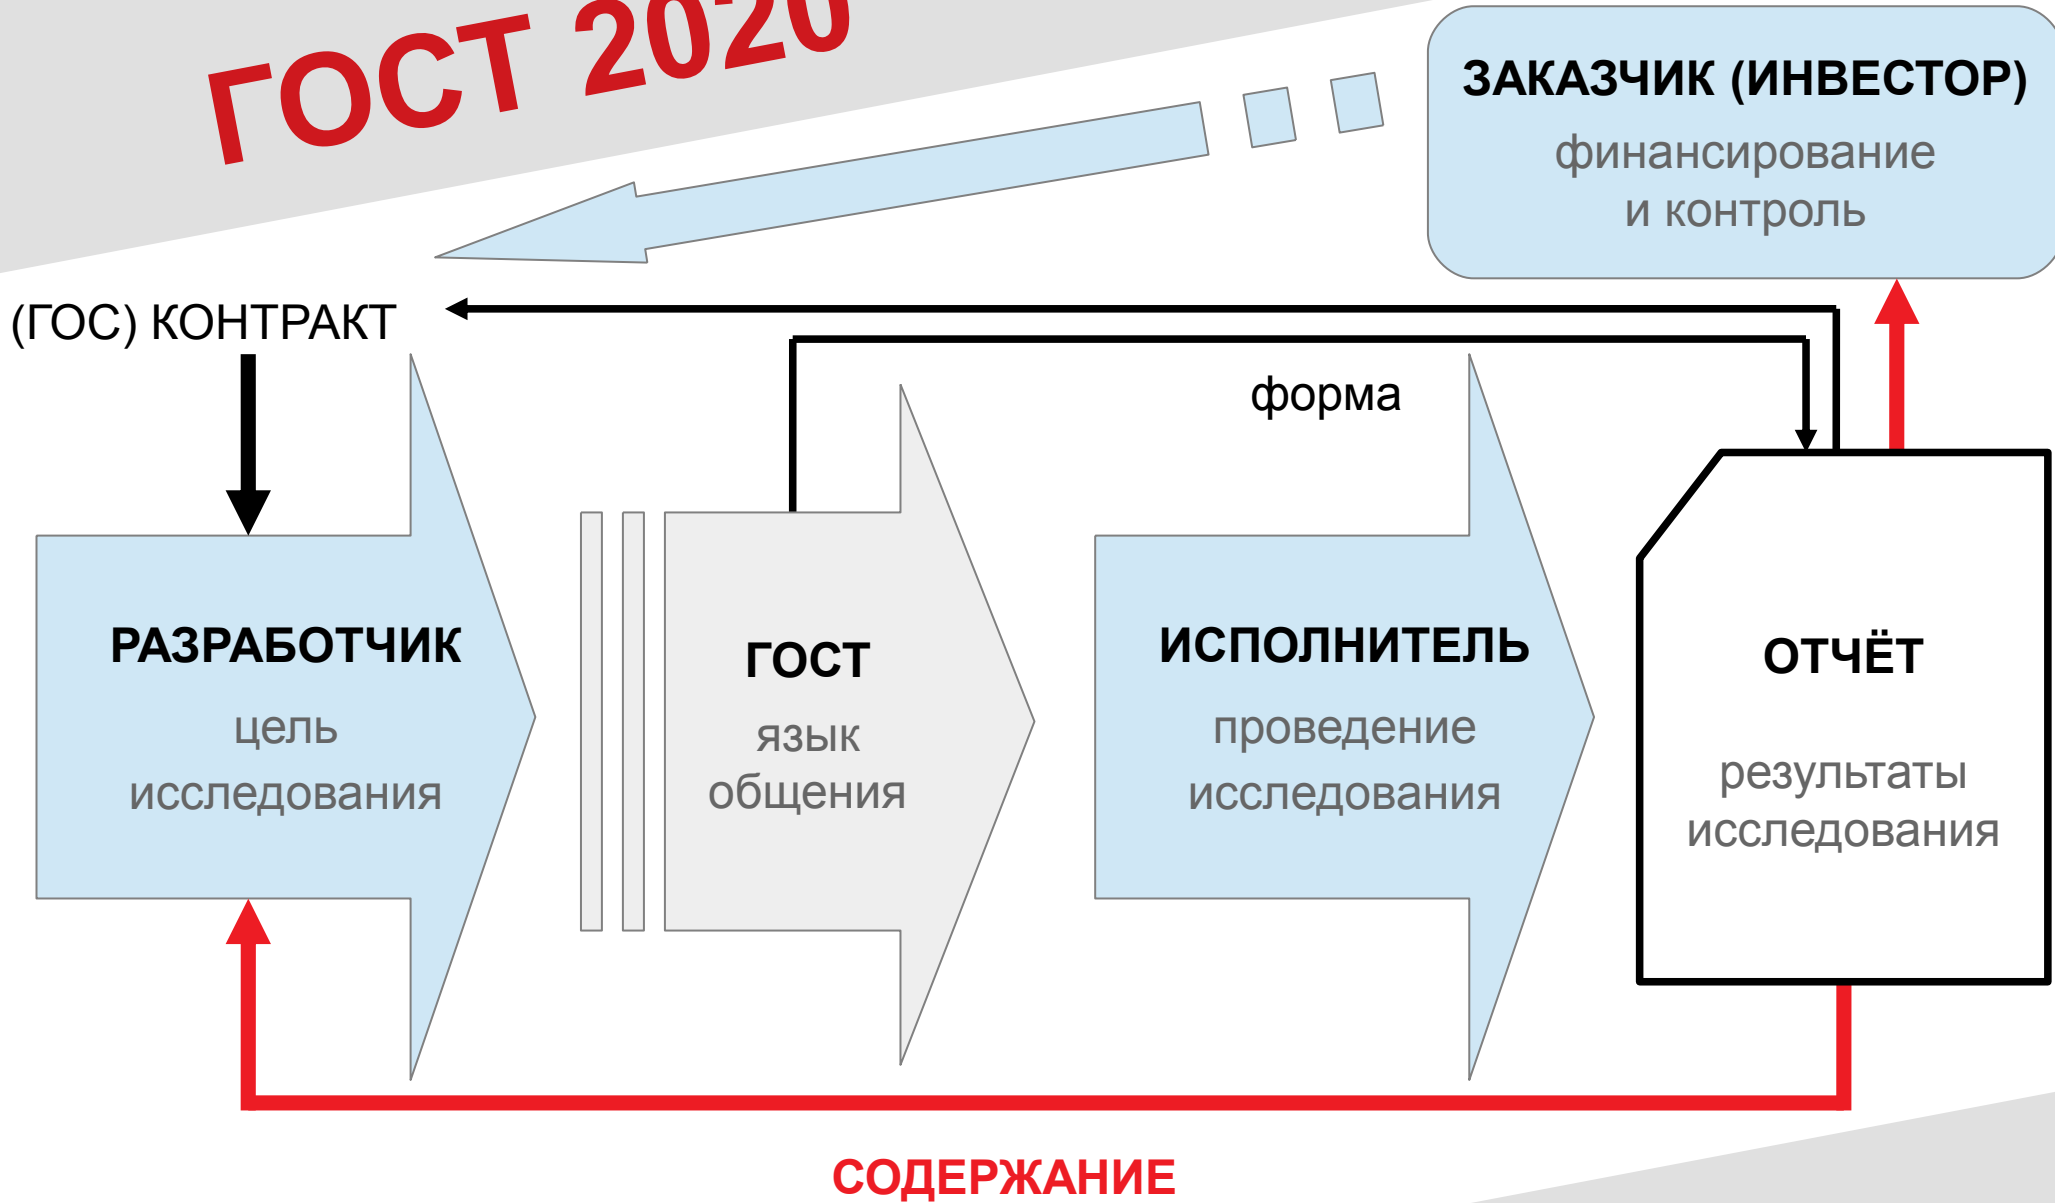 ГОСТ 2020
ЗАКАЗЧИК (ИНВЕСТОР)
финансирование
и контроль
(ГОС) КОНТРАКТ
форма
РАЗРАБОТЧИК
цель
исследования
ГОСТ
язык
общения
ИСПОЛНИТЕЛЬ
проведение
исследования
ОТЧЁТ
результаты
исследования
СОДЕРЖАНИЕ